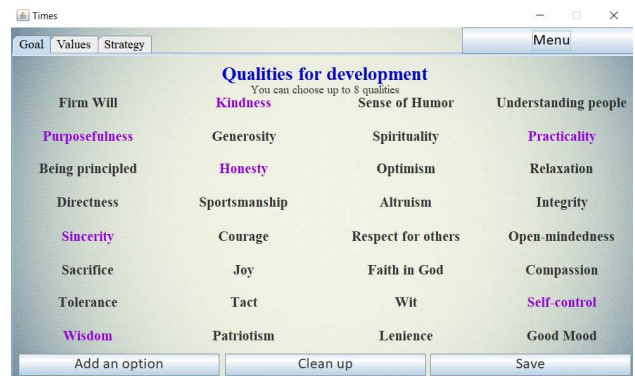 Times
Goal Values Strategy Menu
Qualities for development
You can choose up to 8 qualities
Firm Will Kindness Sense of Humor Understanding people
Purposefulness Generosity Spirituality Practicality
Being principled Honesty Optimism Relaxation
Directness Sportsmanship Altruism Integrity
Sincerity Courage Respect for others Open-mindedness
Sacrifice Joy Faith in God Compassion
Tolerance Tact Wit Self-control
Wisdom Patriotism Lenience Good Mood
Add an option Clean up Save